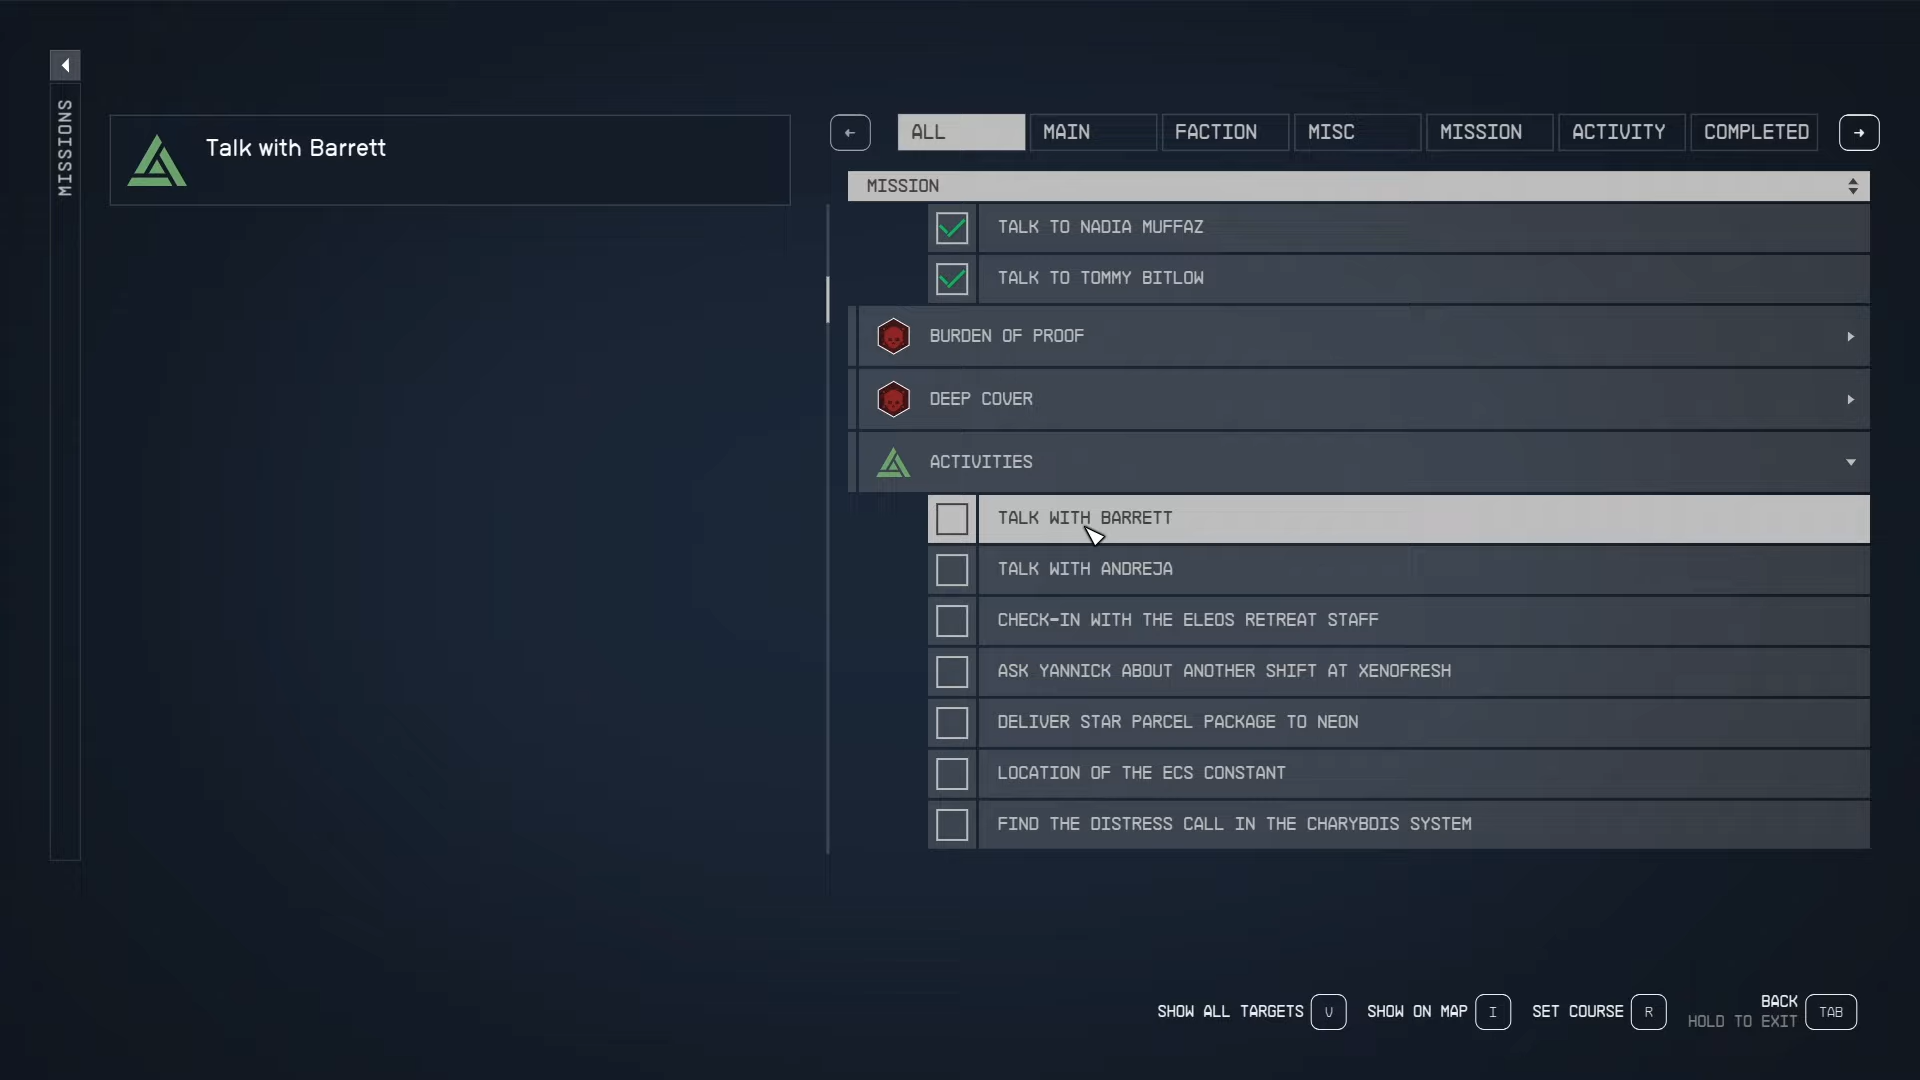 MISSIONS
Talk with Barrett
ALL
MAIN
FACTION
MISC
MISSION
ACTIVITY
COMPLETED
MISSION
TALK TO NADIA MUFFAZ
TALK TO TOMMY BITLOW
BURDEN OF PROOF
DEEP COVER
ACTIVITIES
TALK WITH BARRETT
TALK WITH ANDREJA
CHECK-IN WITH THE ELEOS RETREAT STAFF
ASK YANNICK ABOUT ANOTHER SHIFT AT XENOFRESH
DELIVER STAR PARCEL PACKAGE TO NEON
LOCATION OF THE ECS CONSTANT
FIND THE DISTRESS CALL IN THE CHARYBDIS SYSTEM
SHOW ALL TARGETS V
SHOW ON MAP I
SET COURSE R
BACK
HOLD TO EXIT
TAB